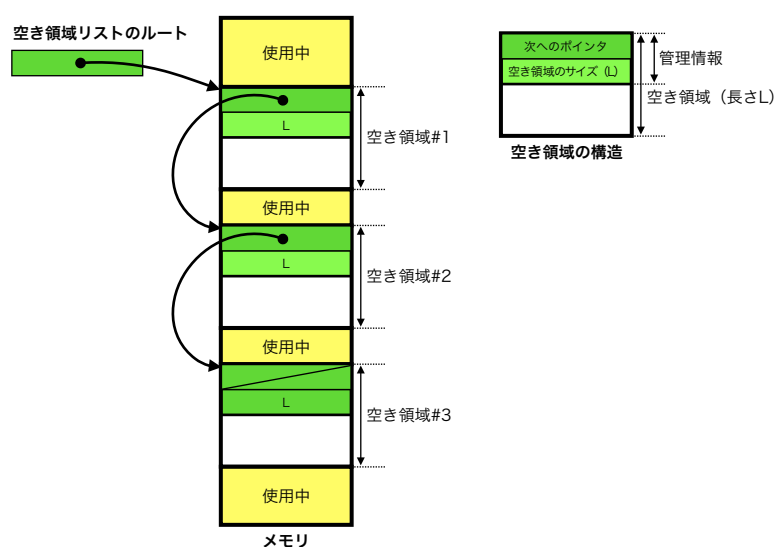 空き領域リストのルート
使用中
L
空き領域#1
使用中
L
空き領域#2
使用中
L
空き領域#3
使用中
メモリ
次へのポインタ
空き領域のサイズ（L）
管理情報
空き領域（長さL）
空き領域の構造